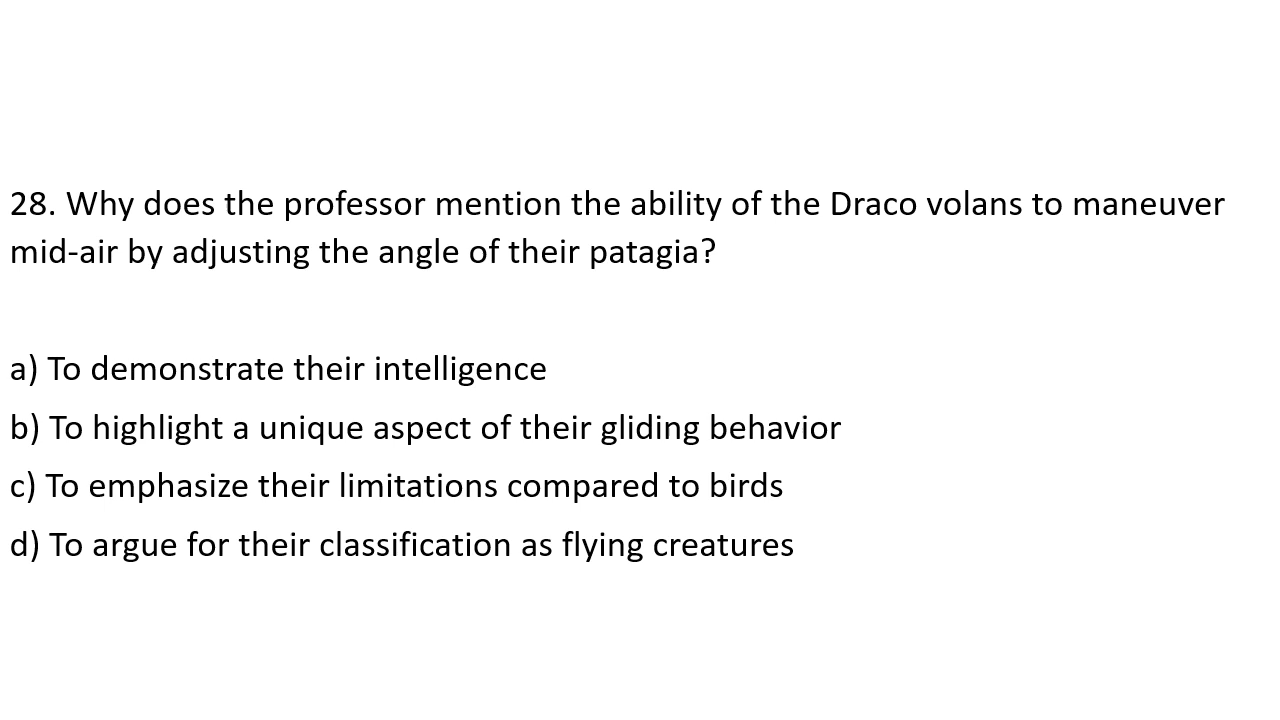 28. Why does the professor mention the ability of the Draco volans to maneuver
mid-air by adjusting the angle of their patagia?
a) To demonstrate their intelligence
b) To highlight a unique aspect of their gliding behavior
c) To emphasize their limitations compared to birds
d) To argue for their classification as flying creatures